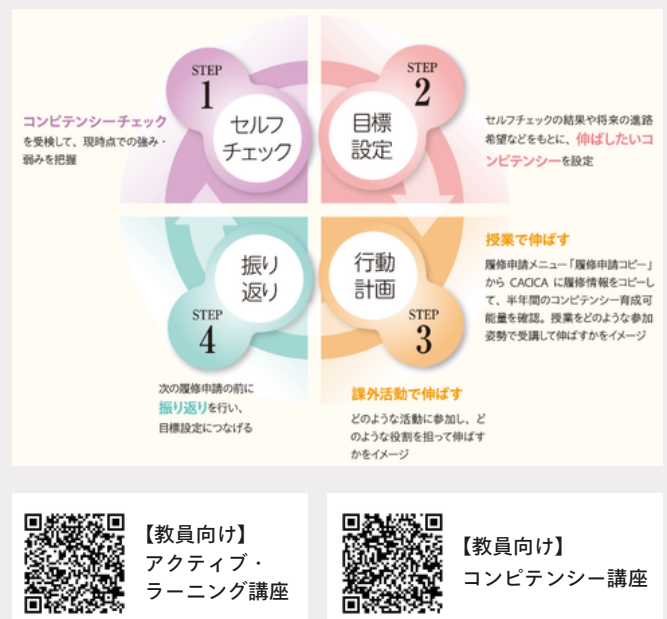 STEP
1
セルフ
チェック
コンピテンシーチェック
を受検して、現時点での強み・
弱みを把握
STEP
2
目標
設定
セルフチェックの結果や将来の進路
希望などをもとに、伸ばしたいコ
ンピテンシーを設定
行動
計画
STEP
3
授業で伸ばす
履修申請メニュー「履修申請コピー」
から CACICA に履修情報をコピーし
て、半年間のコンピテンシー育成可
能量を確認。授業をどのような参加
姿勢で受講して伸ばすかをイメージ
課外活動で伸ばす
どのような活動に参加し、ど
のような役割を担って伸ばす
かをイメージ
振り
返り
STEP
4
次の履修申請の前に
振り返りを行い、
目標設定につなげる
【教員向け】
アクティブ・
ラーニング講座
【教員向け】
コンピテンシー講座